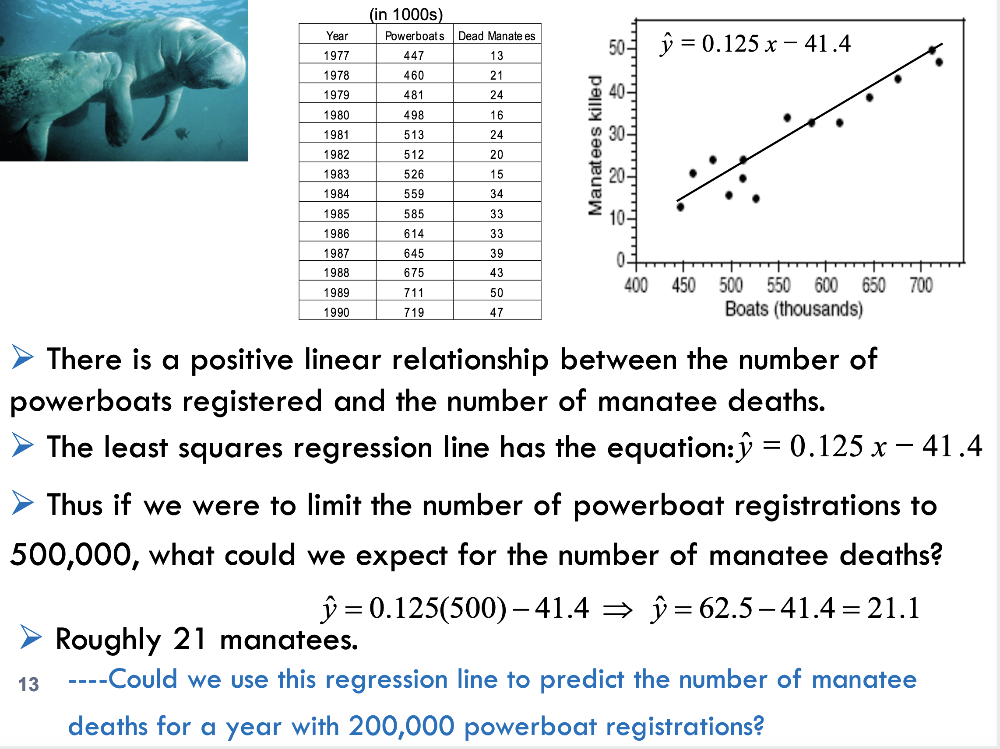 (in 1000s)
Year Powerboats Dead Manatees
1977 447 13
1978 460 21
1979 481 24
1980 498 16
1981 513 24
1982 512 20
1983 526 15
1984 559 34
1985 585 33
1986 614 33
1987 645 39
1988 675 43
1989 711 50
1990 719 47
ŷ = 0.125 x − 41.4
Manatees killed
50
40
30
20
10
0
400 450 500 550 600 650 700
Boats (thousands)
➢ There is a positive linear relationship between the number of
powerboats registered and the number of manatee deaths.
➢ The least squares regression line has the equation: ŷ = 0.125 x − 41.4
➢ Thus if we were to limit the number of powerboat registrations to
500,000, what could we expect for the number of manatee deaths?
ŷ = 0.125(500) − 41.4 ⇒ ŷ = 62.5 − 41.4 = 21.1
➢ Roughly 21 manatees.
13 ----Could we use this regression line to predict the number of manatee
deaths for a year with 200,000 powerboat registrations?